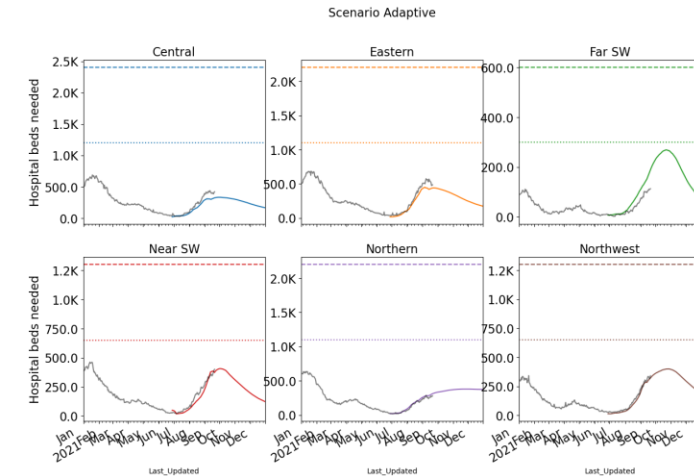 Scenario Adaptive
Central
Eastern
Far SW
Hospital beds needed
2.5K
2.0K
1.5K
1.0K
500.0
0.0
2.0K
1.5K
1.0K
500.0
0.0
600.0
400.0
200.0
0.0
Near SW
Northern
Northwest
Hospital beds needed
1.2K
1.0K
750.0
500.0
250.0
0.0
2.0K
1.5K
1.0K
500.0
0.0
1.2K
1.0K
750.0
500.0
250.0
0.0
Jan 2021 Feb Mar Apr May Jun Jul Aug Sep Oct Nov Dec
Jan 2021 Feb Mar Apr May Jun Jul Aug Sep Oct Nov Dec
Jan 2021 Feb Mar Apr May Jun Jul Aug Sep Oct Nov Dec
Last_Updated
Last_Updated
Last_Updated